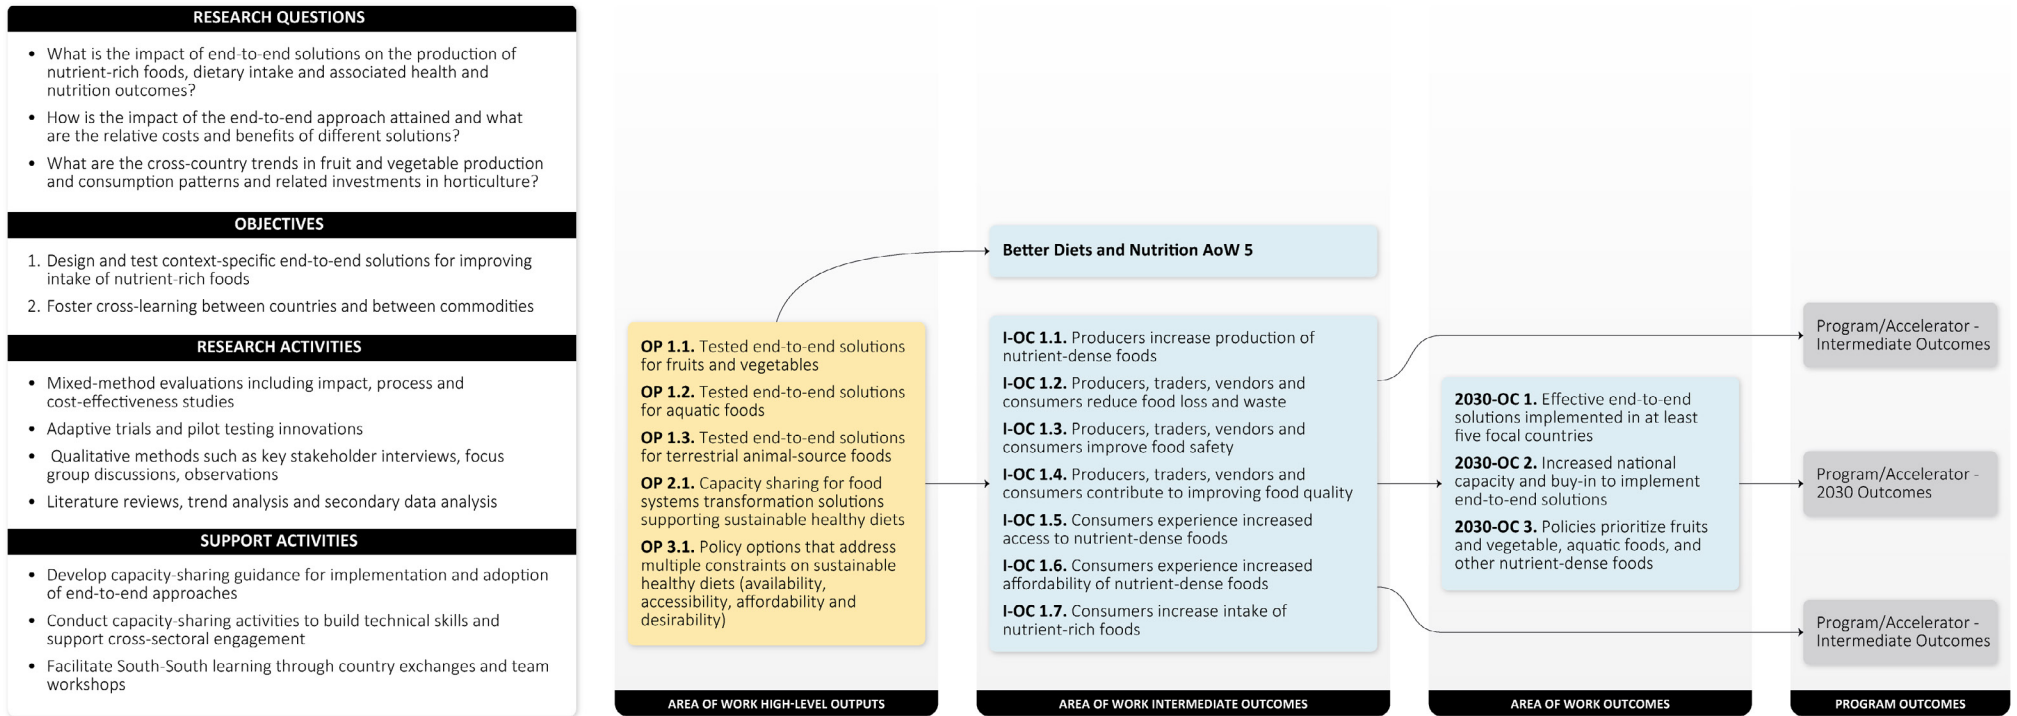 RESEARCH QUESTIONS
• What is the impact of end-to-end solutions on the production of
nutrient-rich foods, dietary intake and associated health and
nutrition outcomes?
• How is the impact of the end-to-end approach attained and what
are the relative costs and benefits of different solutions?
• What are the cross-country trends in fruit and vegetable production
and consumption patterns and related investments in horticulture?
OBJECTIVES
1. Design and test context-specific end-to-end solutions for improving
intake of nutrient-rich foods
2. Foster cross-learning between countries and between commodities
RESEARCH ACTIVITIES
• Mixed-method evaluations including impact, process and
cost-effectiveness studies
• Adaptive trials and pilot testing innovations
• Qualitative methods such as key stakeholder interviews, focus
group discussions, observations
• Literature reviews, trend analysis and secondary data analysis
SUPPORT ACTIVITIES
• Develop capacity-sharing guidance for implementation and adoption
of end-to-end approaches
• Conduct capacity-sharing activities to build technical skills and
support cross-sectoral engagement
• Facilitate South-South learning through country exchanges and team
workshops
OP 1.1. Tested end-to-end solutions
for fruits and vegetables
OP 1.2. Tested end-to-end solutions
for aquatic foods
OP 1.3. Tested end-to-end solutions
for terrestrial animal-source foods
OP 2.1. Capacity sharing for food
systems transformation solutions
supporting sustainable healthy diets
OP 3.1. Policy options that address
multiple constraints on sustainable
healthy diets (availability,
accessibility, affordability and
desirability)
AREA OF WORK HIGH-LEVEL OUTPUTS
Better Diets and Nutrition AoW 5
I-OC 1.1. Producers increase production of
nutrient-dense foods
I-OC 1.2. Producers, traders, vendors and
consumers reduce food loss and waste
I-OC 1.3. Producers, traders, vendors and
consumers improve food safety
I-OC 1.4. Producers, traders, vendors and
consumers contribute to improving food quality
I-OC 1.5. Consumers experience increased
access to nutrient-dense foods
I-OC 1.6. Consumers experience increased
affordability of nutrient-dense foods
I-OC 1.7. Consumers increase intake of
nutrient-rich foods
AREA OF WORK INTERMEDIATE OUTCOMES
2030-OC 1. Effective end-to-end
solutions implemented in at least
five focal countries
2030-OC 2. Increased national
capacity and buy-in to implement
end-to-end solutions
2030-OC 3. Policies prioritize fruits
and vegetable, aquatic foods, and
other nutrient-dense foods
AREA OF WORK OUTCOMES
Program/Accelerator -
Intermediate Outcomes
Program/Accelerator -
2030 Outcomes
Program/Accelerator -
Intermediate Outcomes
PROGRAM OUTCOMES